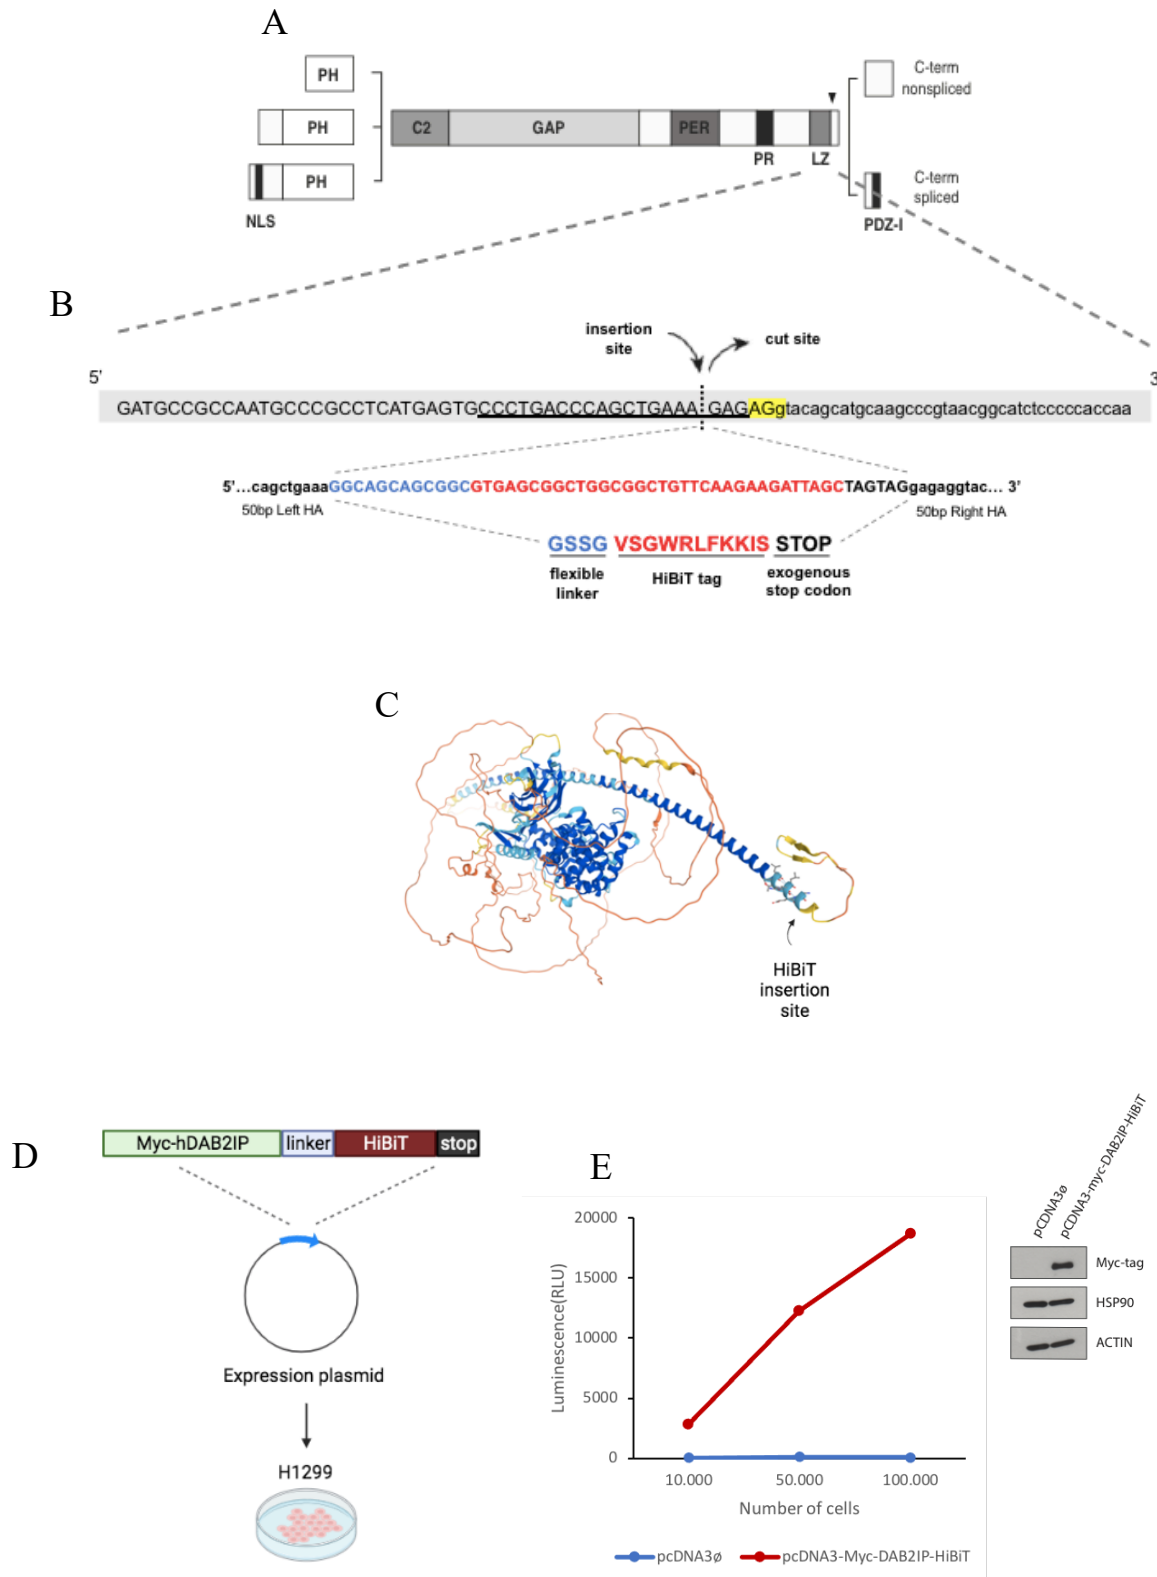 A
PH
PH
PH
NLS
C2
GAP
PER
PR
LZ
C-term
nonspliced
C-term
spliced
PDZ-I
B
insertion
site
cut site
5'
3
GATGCCGCCAATGCCCGCCTCATGAGTGCCCTGACCCAGCTGAAA GAGAGgtacagcatgcaagcccgtaacggcatctcccccaccaa
5'...cagctgaaaGGCAGCAGCGGCGTGAGCGGCTGGCGGCTGTTCAAGAAGATTAGCTAGTAGgagaggtac... 3'
50bp Left HA
50bp Right HA
GSSG VSGWRLFKKIS STOP
flexible
linker
HiBiT tag
exogenous
stop codon
C
HiBiT
insertion
site
D
Myc-hDAB2IP
linker
HiBiT
stop
Expression plasmid
H1299
E
Luminescence(RLU)
20000
15000
10000
5000
0
10.000
50.000
100.000
Number of cells
pcDNA3ø
pcDNA3-Myc-DAB2IP-HiBiT
pCDNA3ø
pCDNA3-myc-DAB2IP-HiBiT
Myc-tag
HSP90
ACTIN